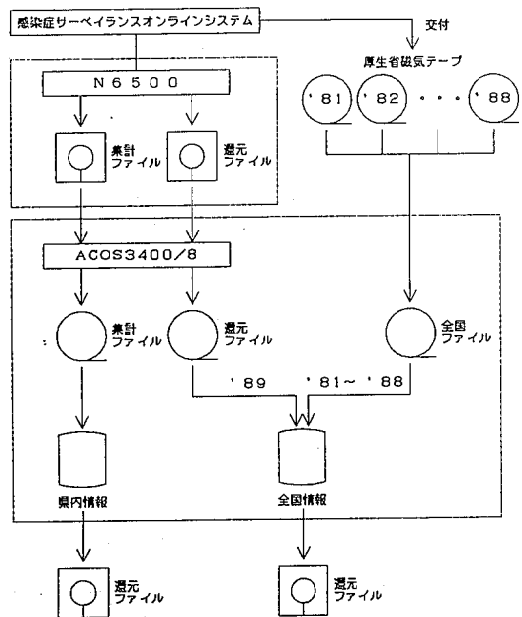 感染症サーベイランスオンラインシステム
交付
厚生省磁気テープ
N6500
'81
'82
・・・
'88
集計
ファイル
還元
ファイル
ACOS3400/8
集計
ファイル
還元
ファイル
全国
ファイル
'89
'81～'88
県内情報
全国情報
還元
ファイル
還元
ファイル